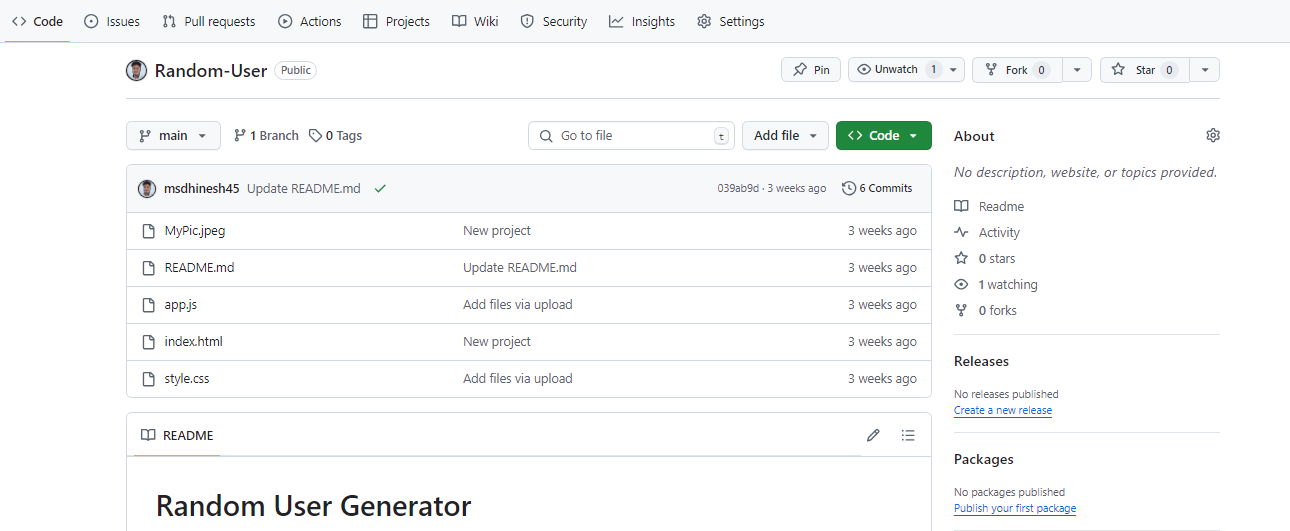 Code Issues Pull requests Actions Projects Wiki Security Insights Settings
Random-User Public Pin Unwatch 1 Fork 0 Star 0
main 1 Branch 0 Tags Go to file t Add file Code
msdhinesh45 Update README.md 039ab9d · 3 weeks ago 6 Commits
MyPic.jpeg New project 3 weeks ago
README.md Update README.md 3 weeks ago
app.js Add files via upload 3 weeks ago
index.html New project 3 weeks ago
style.css Add files via upload 3 weeks ago
README
Random User Generator
About
No description, website, or topics provided.
Readme
Activity
0 stars
1 watching
0 forks
Releases
No releases published
Create a new release
Packages
No packages published
Publish your first package